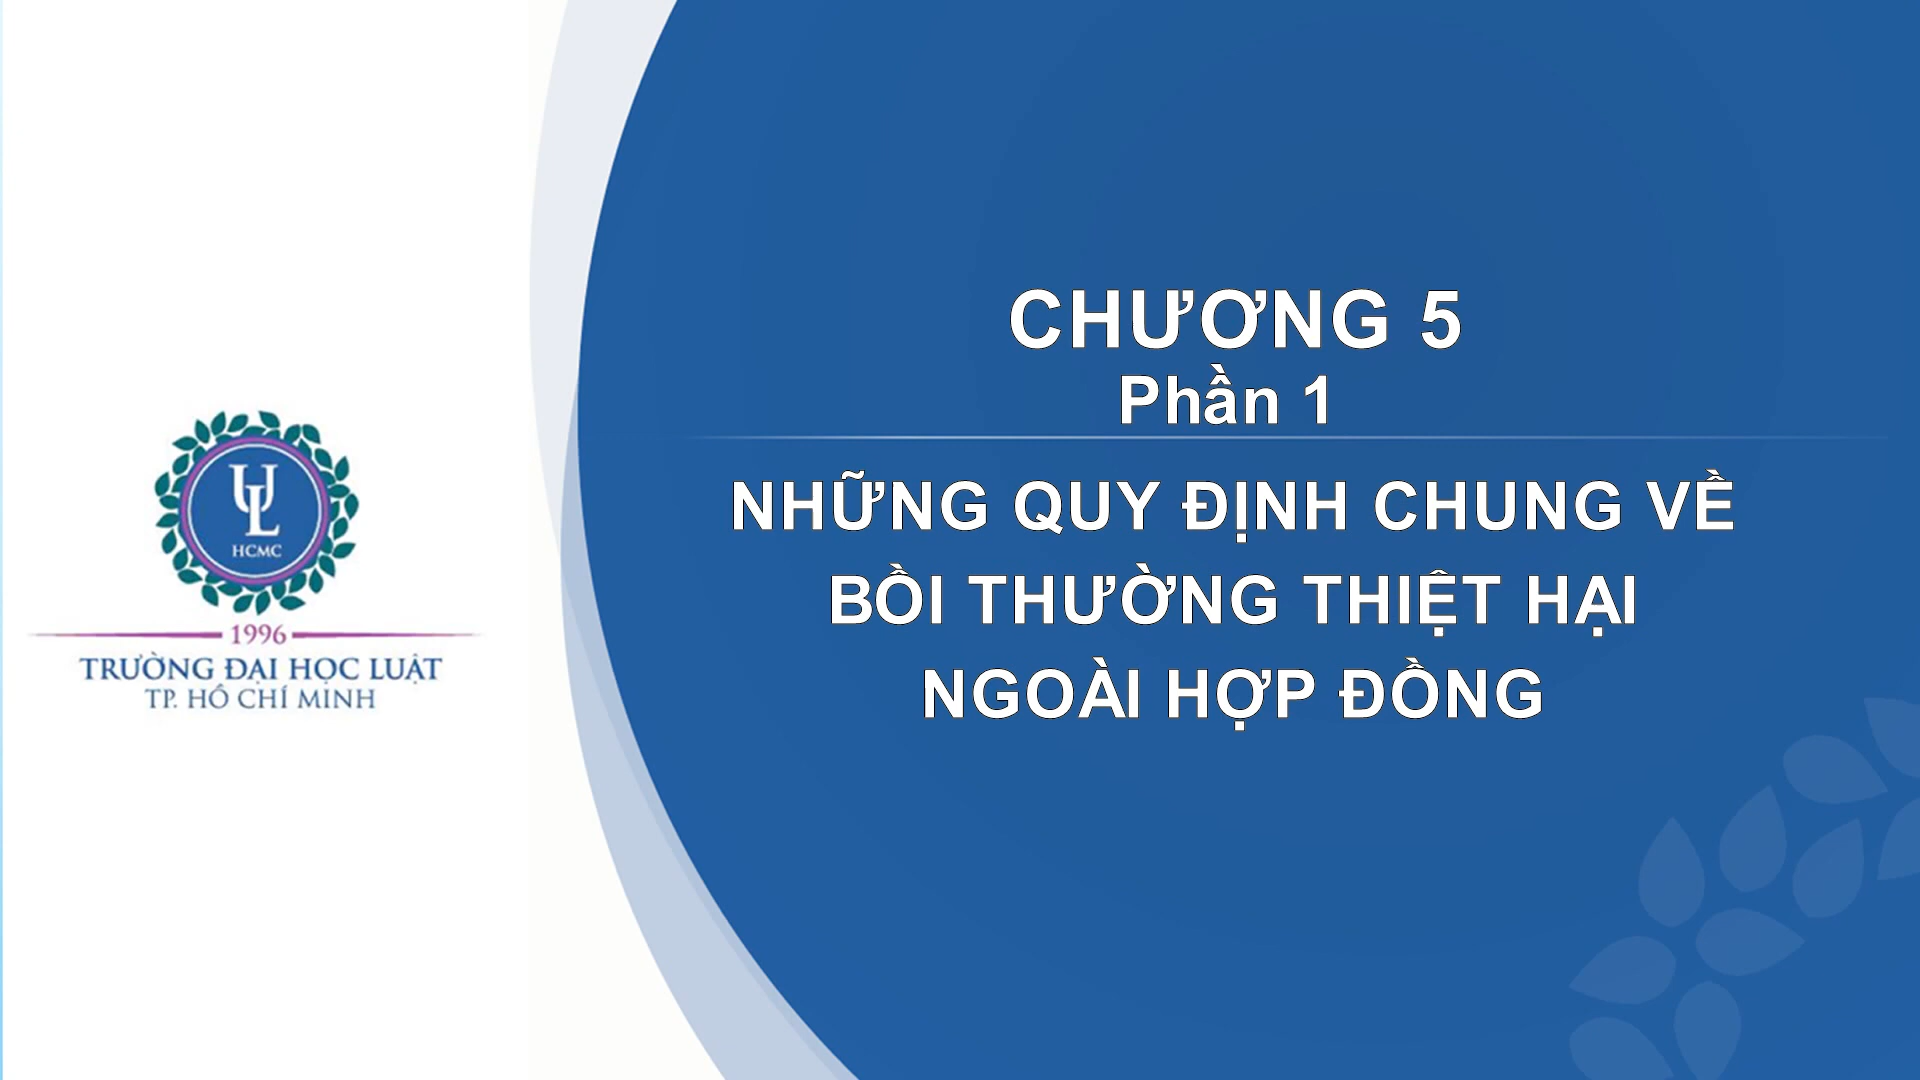 UL
HCMC
1996
TRƯỜNG ĐẠI HỌC LUẬT
TP. HỒ CHÍ MINH
CHƯƠNG 5
Phần 1
NHỮNG QUY ĐỊNH CHUNG VỀ
BỒI THƯỜNG THIỆT HẠI
NGOÀI HỢP ĐỒNG